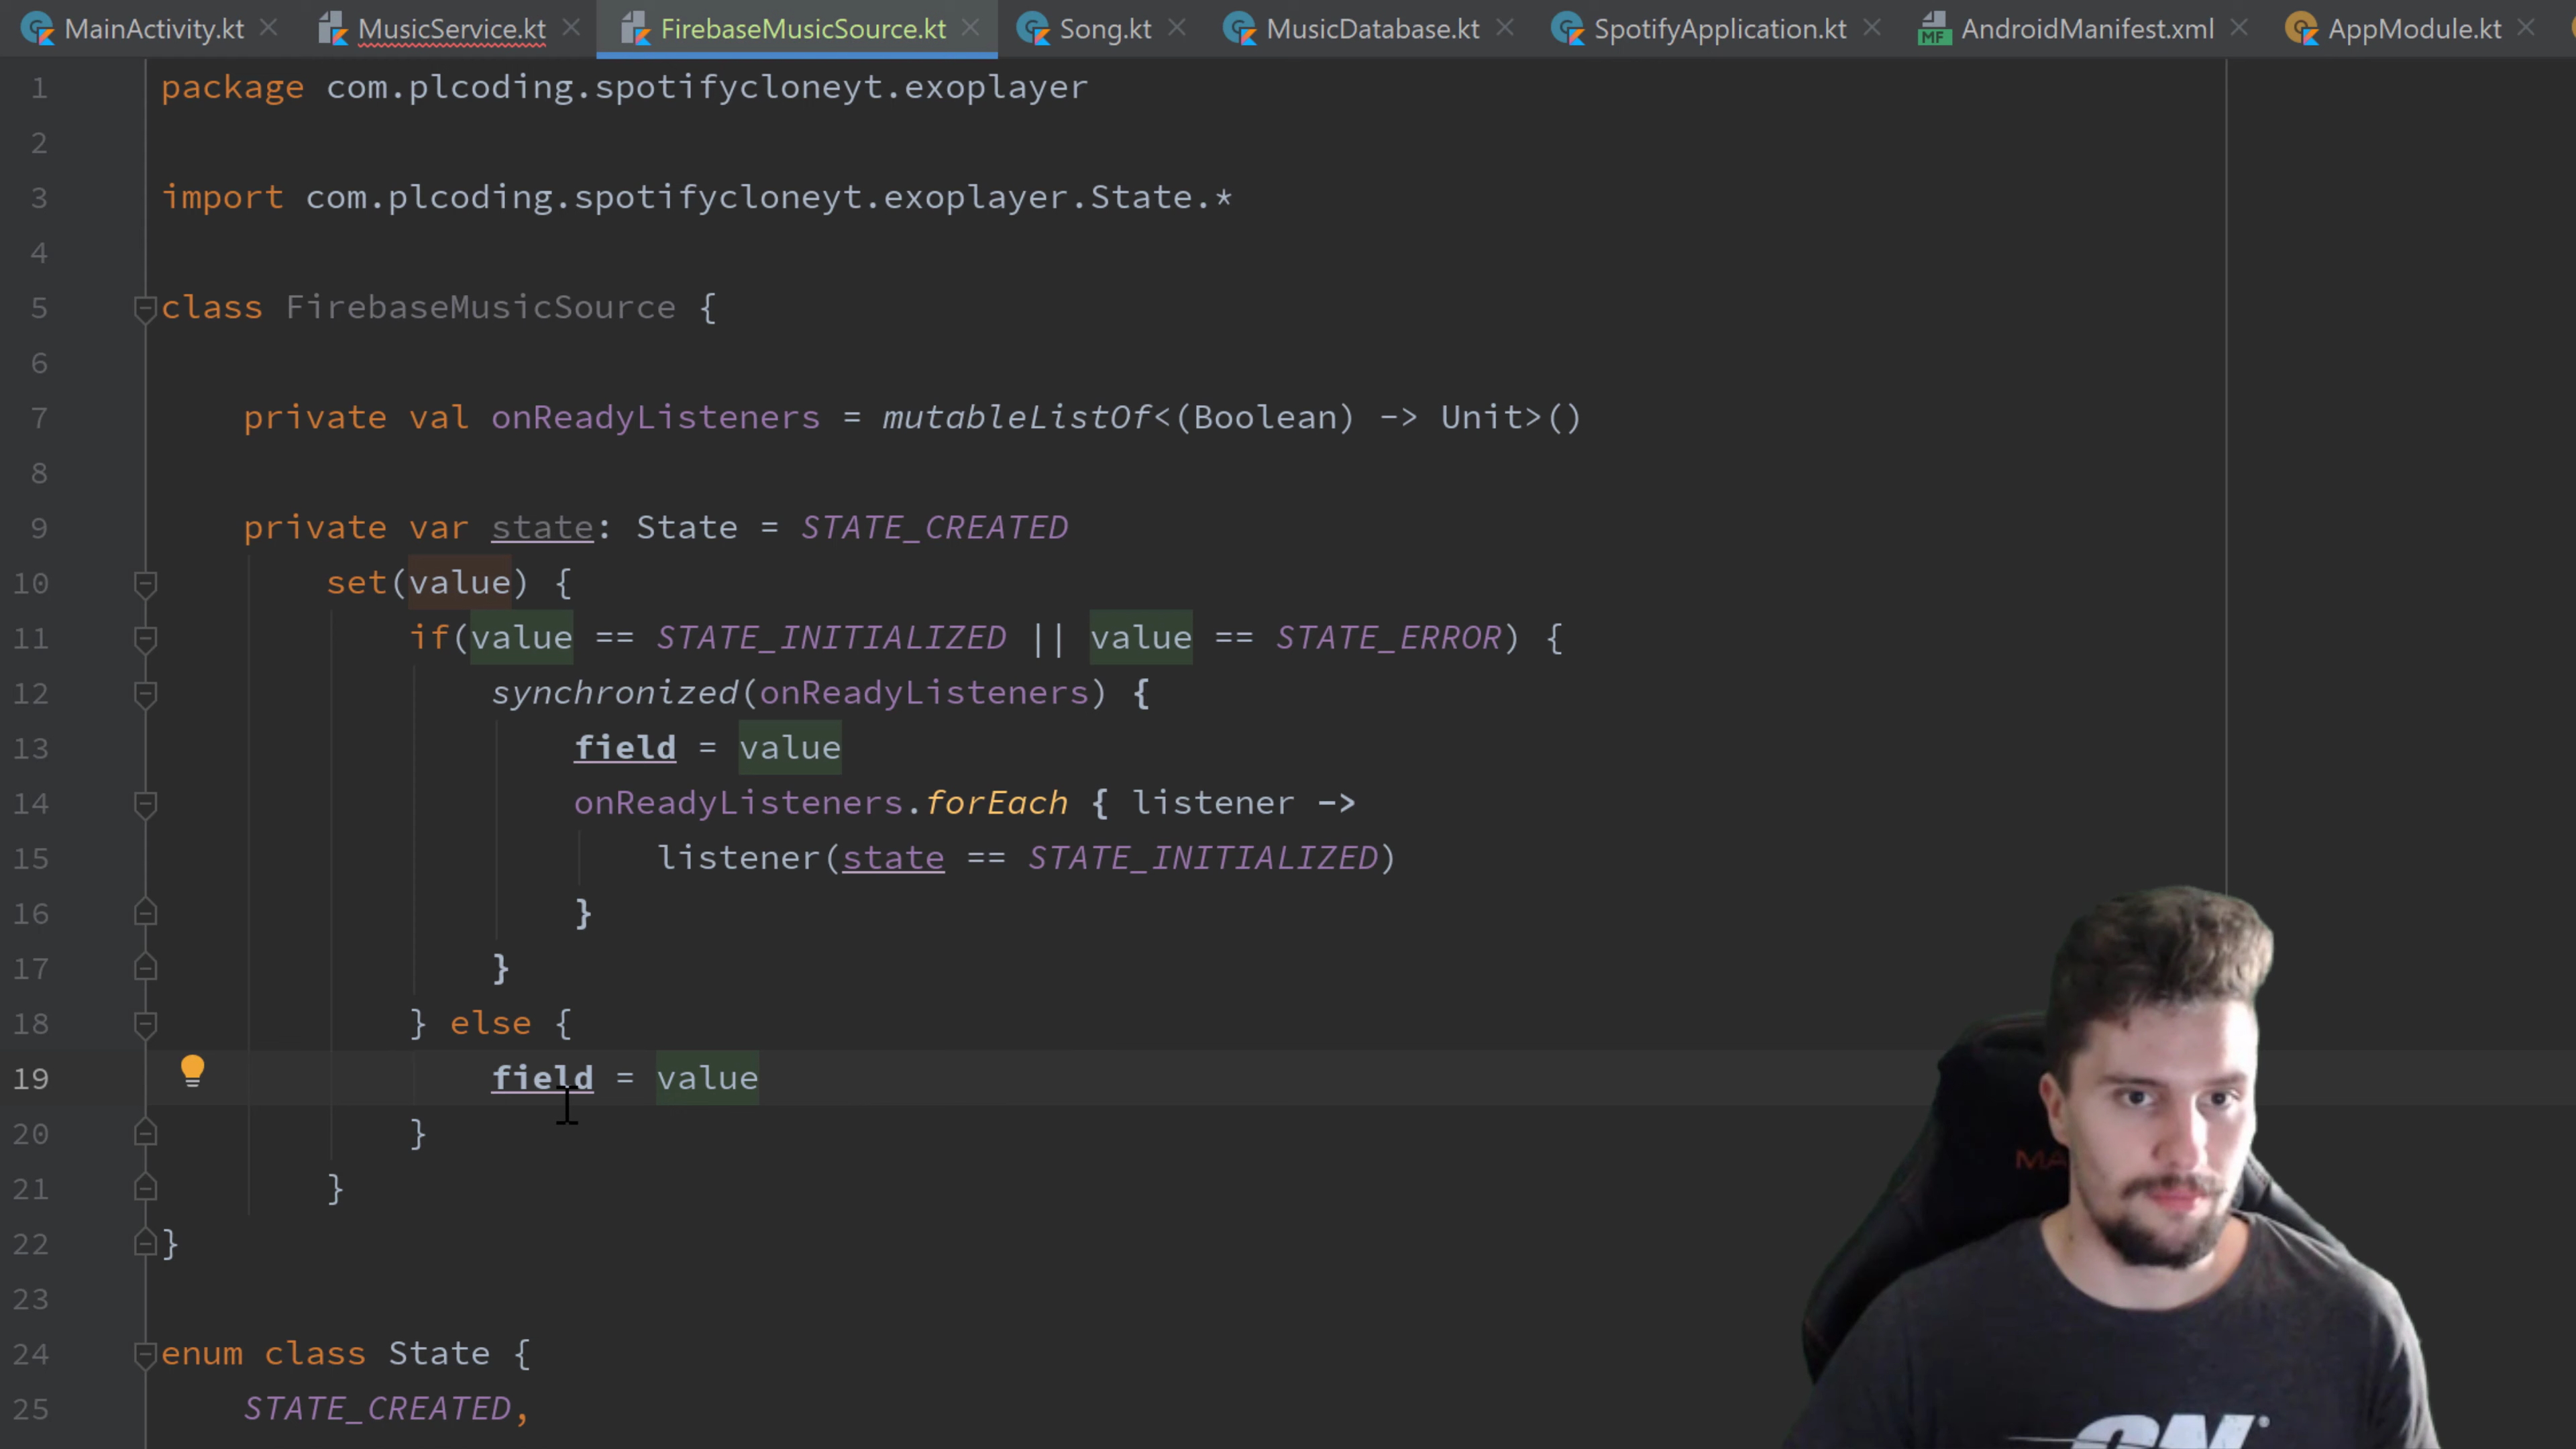 MainActivity.kt MusicService.kt FirebaseMusicSource.kt Song.kt MusicDatabase.kt SpotifyApplication.kt MF AndroidManifest.xml AppModule.kt
1 package com.plcoding.spotifycloneyt.exoplayer
2
3 import com.plcoding.spotifycloneyt.exoplayer.State.*
4
5 class FirebaseMusicSource {
6
7 private val onReadyListeners = mutableListOf<(Boolean) -> Unit>()
8
9 private var state: State = STATE_CREATED
10 set(value) {
11 if(value == STATE_INITIALIZED || value == STATE_ERROR) {
12 synchronized(onReadyListeners) {
13 field = value
14 onReadyListeners.forEach { listener ->
15 listener(state == STATE_INITIALIZED)
16 }
17 }
18 } else {
19 field = value
20 }
21 }
22 }
23
24 enum class State {
25 STATE_CREATED,